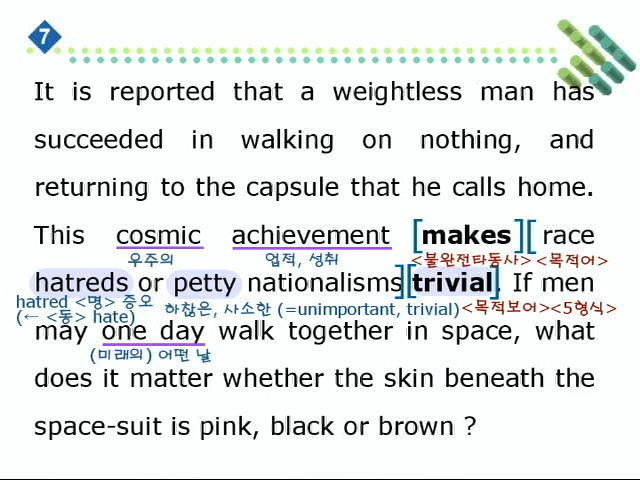 7
It is reported that a weightless man has
succeeded in walking on nothing, and
returning to the capsule that he calls home.
This cosmic achievement [makes][ race
우주의 업적, 성취 <불완전타동사> <목적어>
hatreds or petty nationalisms][trivial]. If men
hatred <명> 증오 하찮은, 사소한 (=unimportant, trivial) <목적보어> <5형식>
(← <동> hate)
may one day walk together in space, what
(미래의) 어떤 날
does it matter whether the skin beneath the
space-suit is pink, black or brown ?